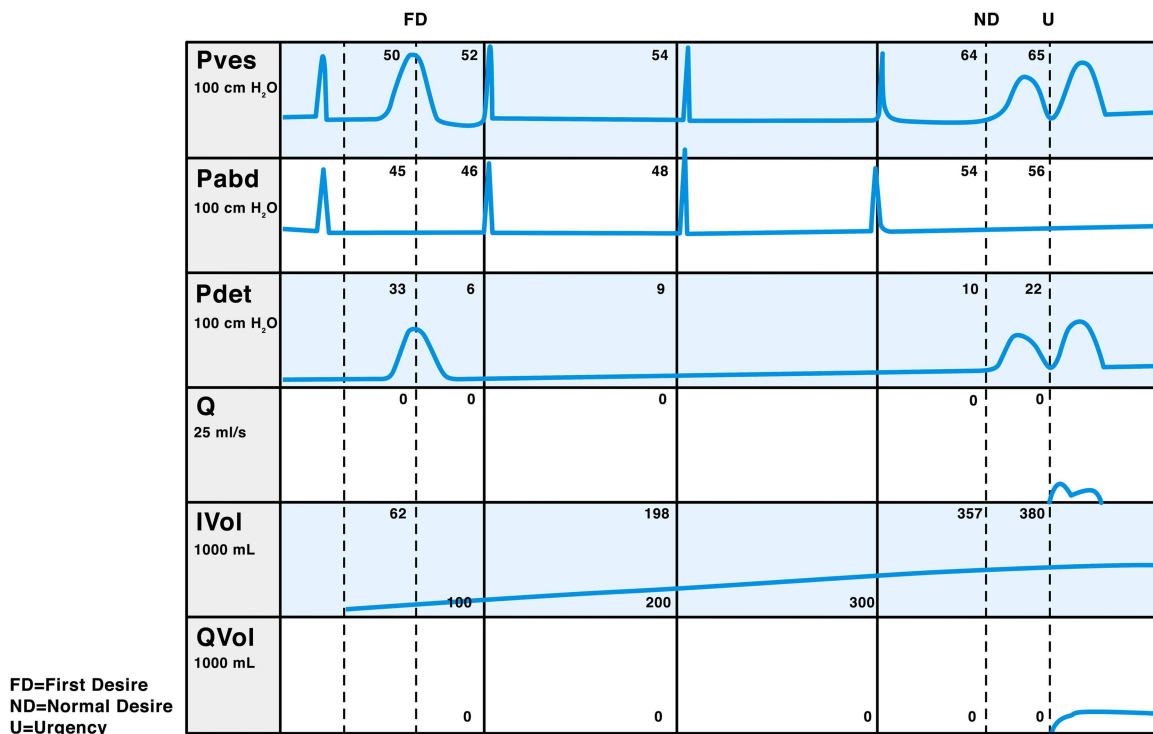 FD ND U
Pves 50 52 54 64 65
100 cm H₂O
Pabd 45 46 48 54 56
100 cm H₂O
Pdet 33 6 9 10 22
100 cm H₂O
Q 0 0 0 0 0
25 ml/s
IVol 62 198 357 380
1000 mL
100 200 300
QVol
1000 mL
0 0 0 0 0
FD=First Desire
ND=Normal Desire
U=Urgency